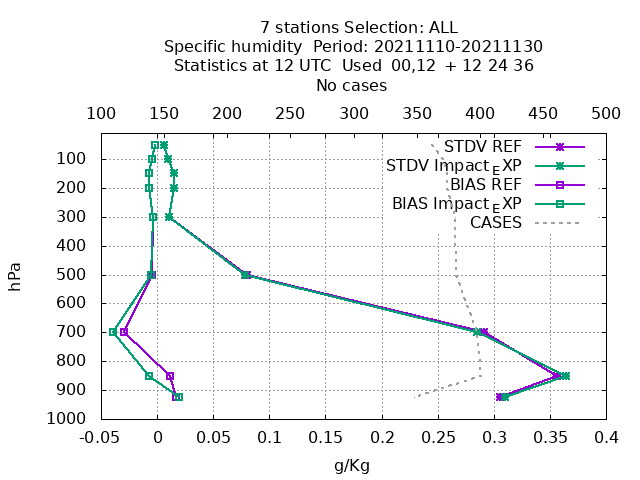 7 stations Selection: ALL
Specific humidity  Period: 20211110-20211130
Statistics at 12 UTC  Used  00,12  + 12 24 36
No cases
100 150 200 250 300 350 400 450 500
STDV REF
STDV Impact_EXP
BIAS REF
BIAS Impact_EXP
CASES
hPa
100
200
300
400
500
600
700
800
900
1000
-0.05 0 0.05 0.1 0.15 0.2 0.25 0.3 0.35 0.4
g/Kg